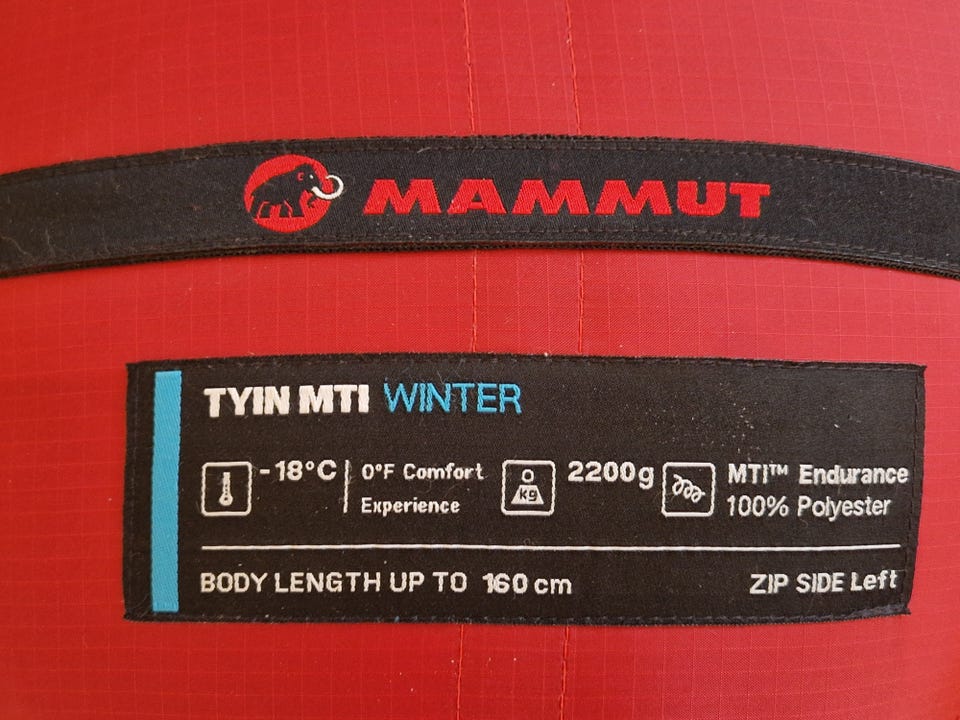 MAMMUT
TYIN MTI WINTER
-18°C | 0°F Comfort Experience
kg 2200g
MTI™ Endurance
100% Polyester
BODY LENGTH UP TO 160 cm
ZIP SIDE Left